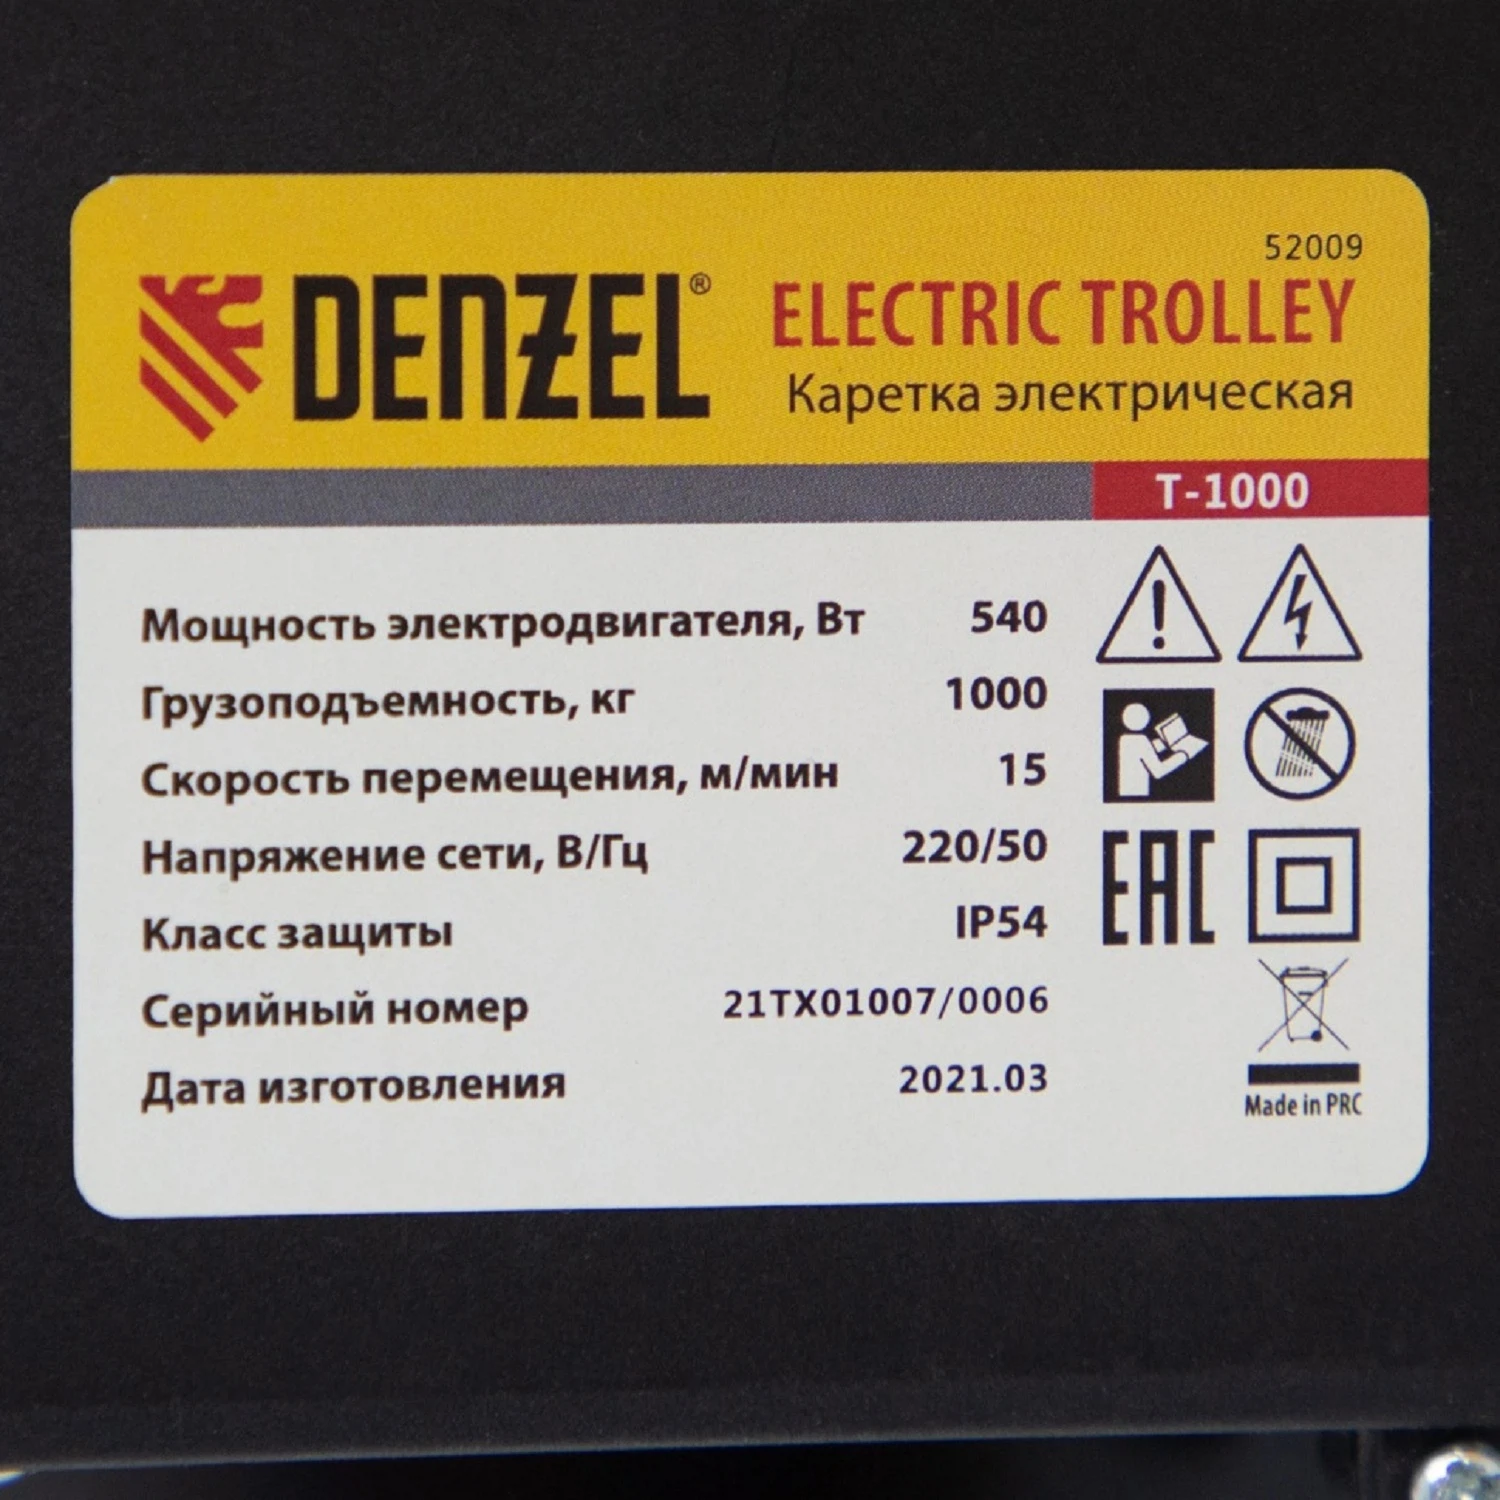 52009
DENZEL® ELECTRIC TROLLEY
Каретка электрическая
T-1000
Мощность электродвигателя, Вт 540
Грузоподъемность, кг 1000
Скорость перемещения, м/мин 15
Напряжение сети, В/Гц 220/50
Класс защиты IP54
EAC
Серийный номер 21TX01007/0006
Дата изготовления 2021.03
Made in PRC